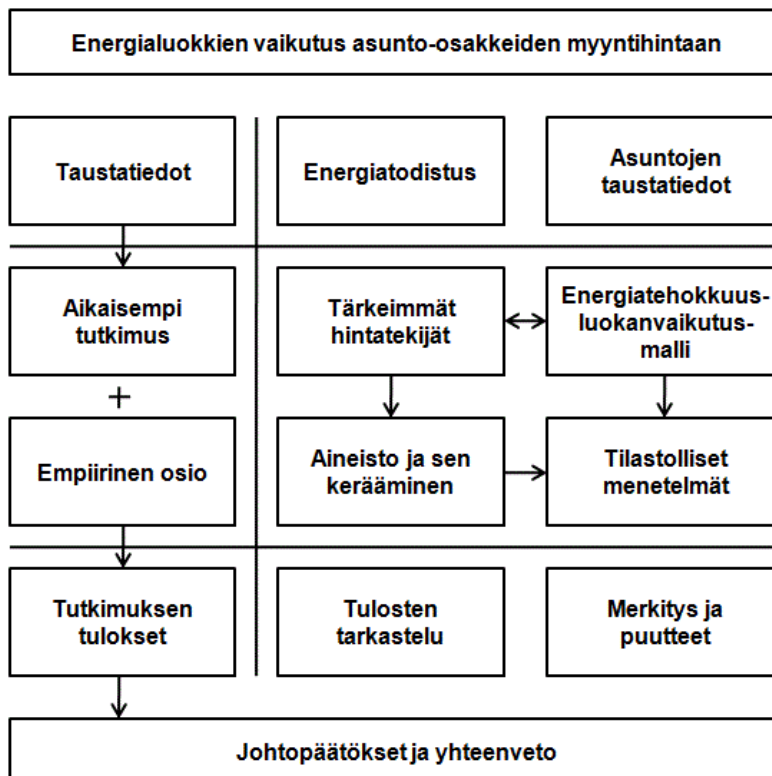 Energialuokkien vaikutus asunto-osakkeiden myyntihintaan
Taustatiedot
Energiatodistus
Asuntojen
taustatiedot
Aikaisempi
tutkimus
Tärkeimmät
hintatekijät
Energiatehokkuus-
luokanvaikutus-
malli
+
Empiirinen osio
Aineisto ja sen
kerääminen
Tilastolliset
menetelmät
Tutkimuksen
tulokset
Tulosten
tarkastelu
Merkitys ja
puutteet
Johtopäätökset ja yhteenveto